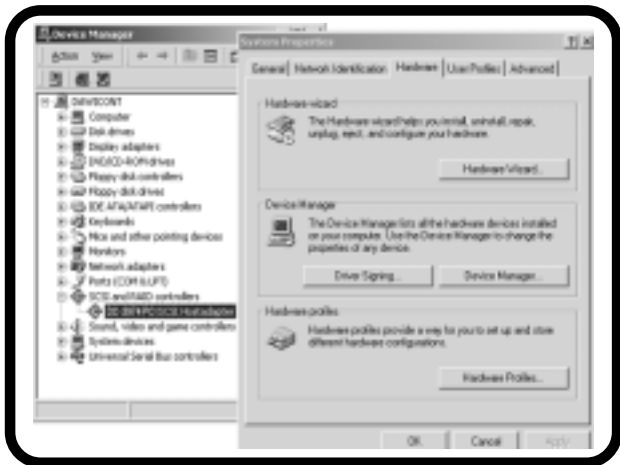 Device Manager
Action View
DAWICONT
Computer
Disk drives
Display adapters
DVD/CD-ROM drives
Floppy disk controllers
Floppy disk drives
IDE ATA/ATAPI controllers
Keyboards
Mice and other pointing devices
Monitors
Network adapters
Ports (COM & LPT)
SCSI and RAID controllers
PCI SCSI Hostadapter
Sound, video and game controllers
System devices
Universal Serial Bus controllers
System Properties
General Network Identification Hardware User Profiles Advanced
Hardware wizard
The Hardware wizard helps you install, uninstall, repair,
unplug, eject, and configure your hardware.
Hardware Wizard...
Device Manager
The Device Manager lists all the hardware devices installed
on your computer. Use the Device Manager to change the
properties of any device.
Driver Signing... Device Manager...
Hardware profiles
Hardware profiles provide a way for you to set up and store
different hardware configurations.
Hardware Profiles...
OK Cancel Apply